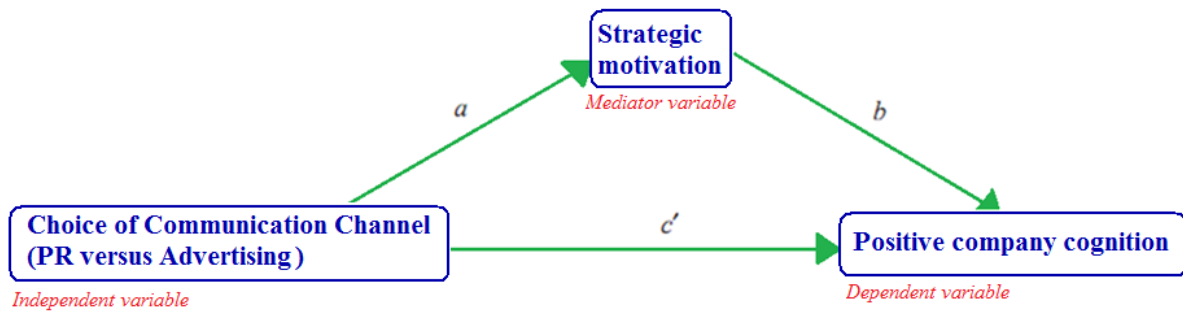 Strategic
motivation
Mediator variable
a
b
c′
Choice of Communication Channel
(PR versus Advertising)
Independent variable
Positive company cognition
Dependent variable